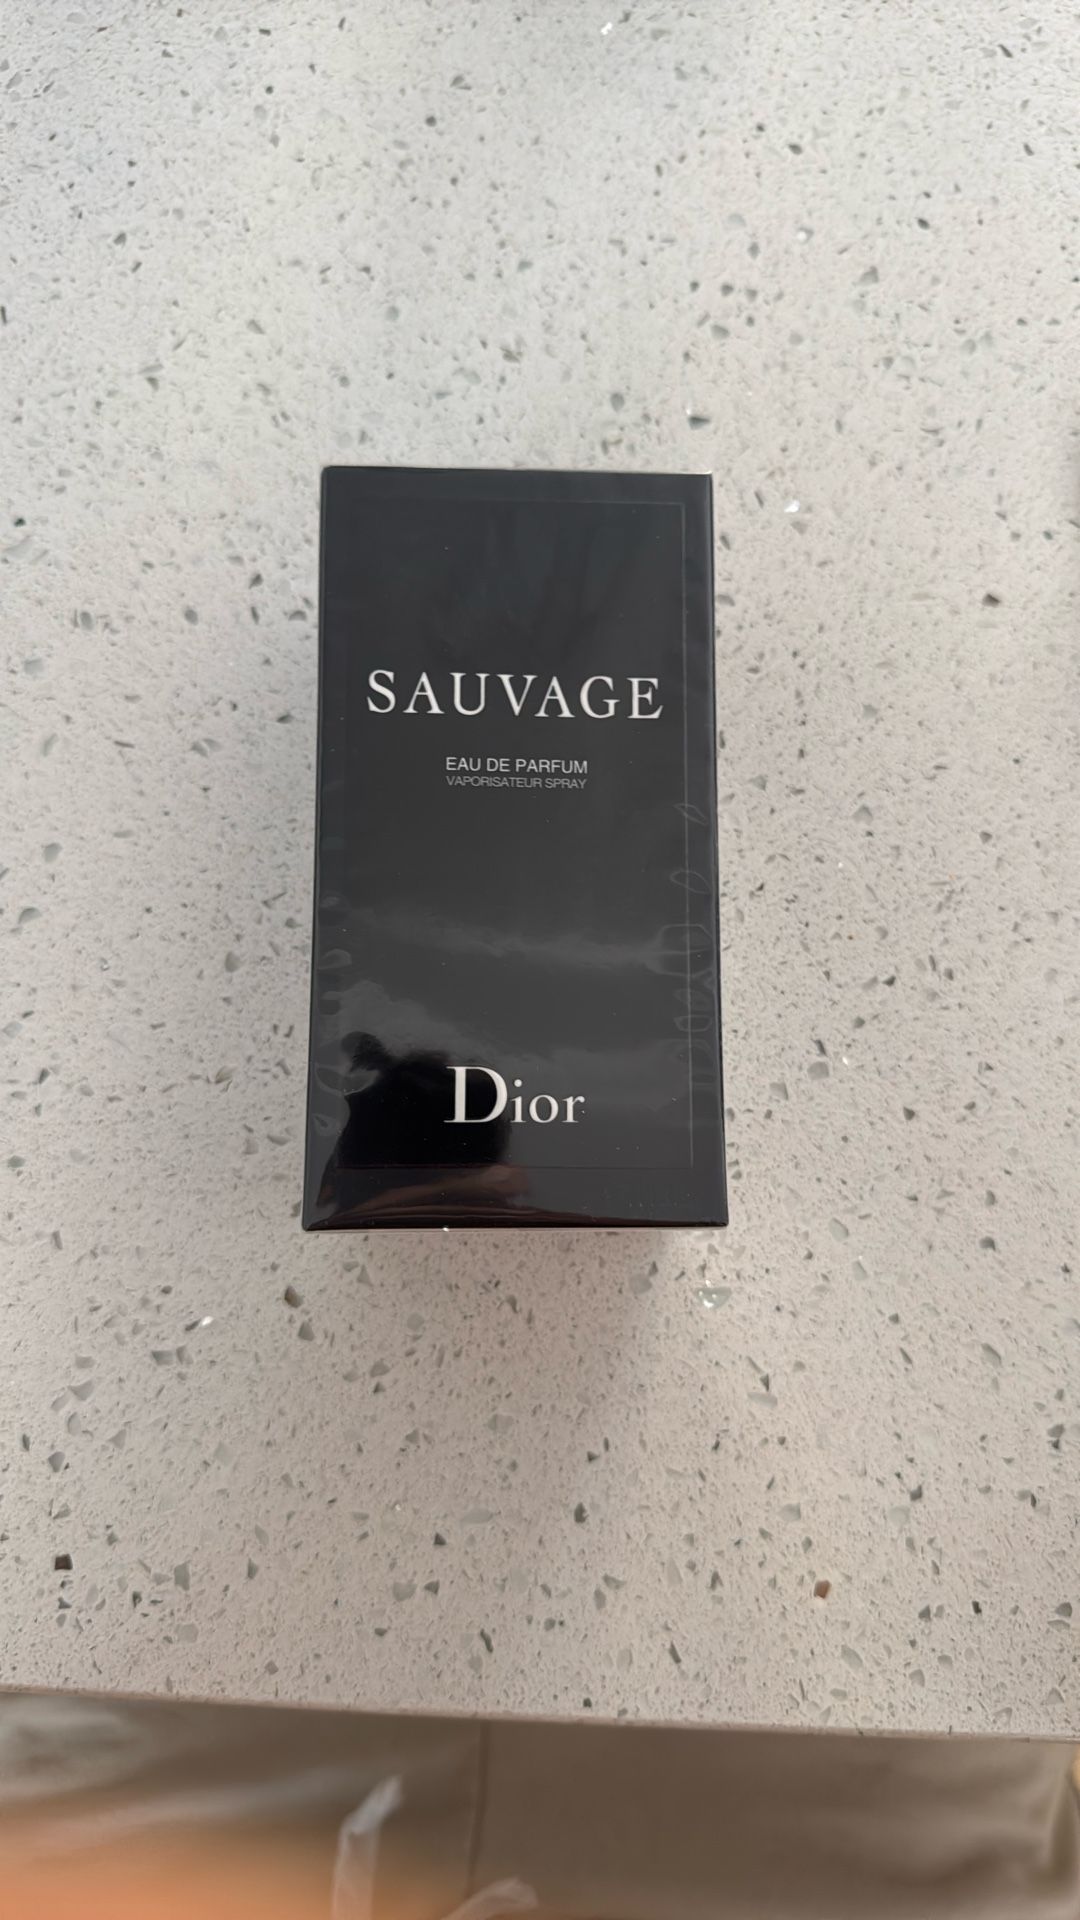 SAUVAGE
EAU DE PARFUM
VAPORISATEUR SPRAY
Dior